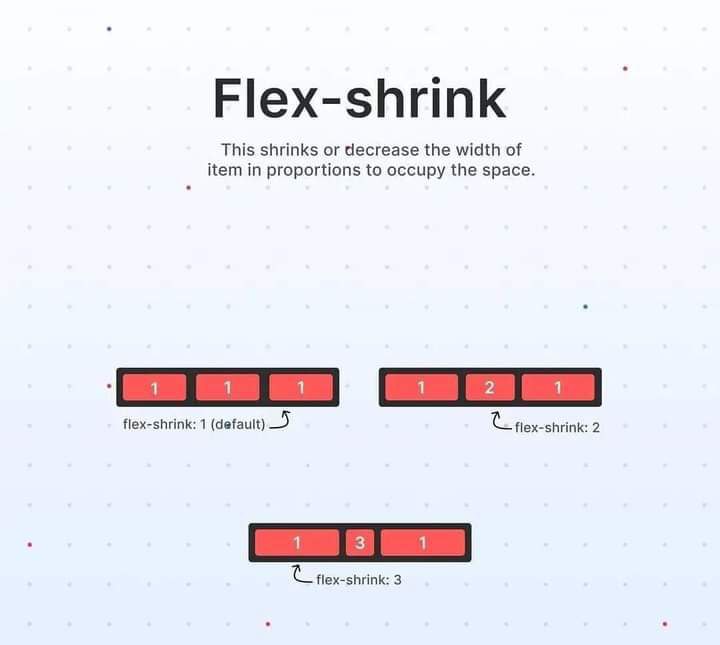 Flex-shrink
This shrinks or decrease the width of
item in proportions to occupy the space.
1 1 1
flex-shrink: 1 (default)
1 2 1
flex-shrink: 2
1 3 1
flex-shrink: 3